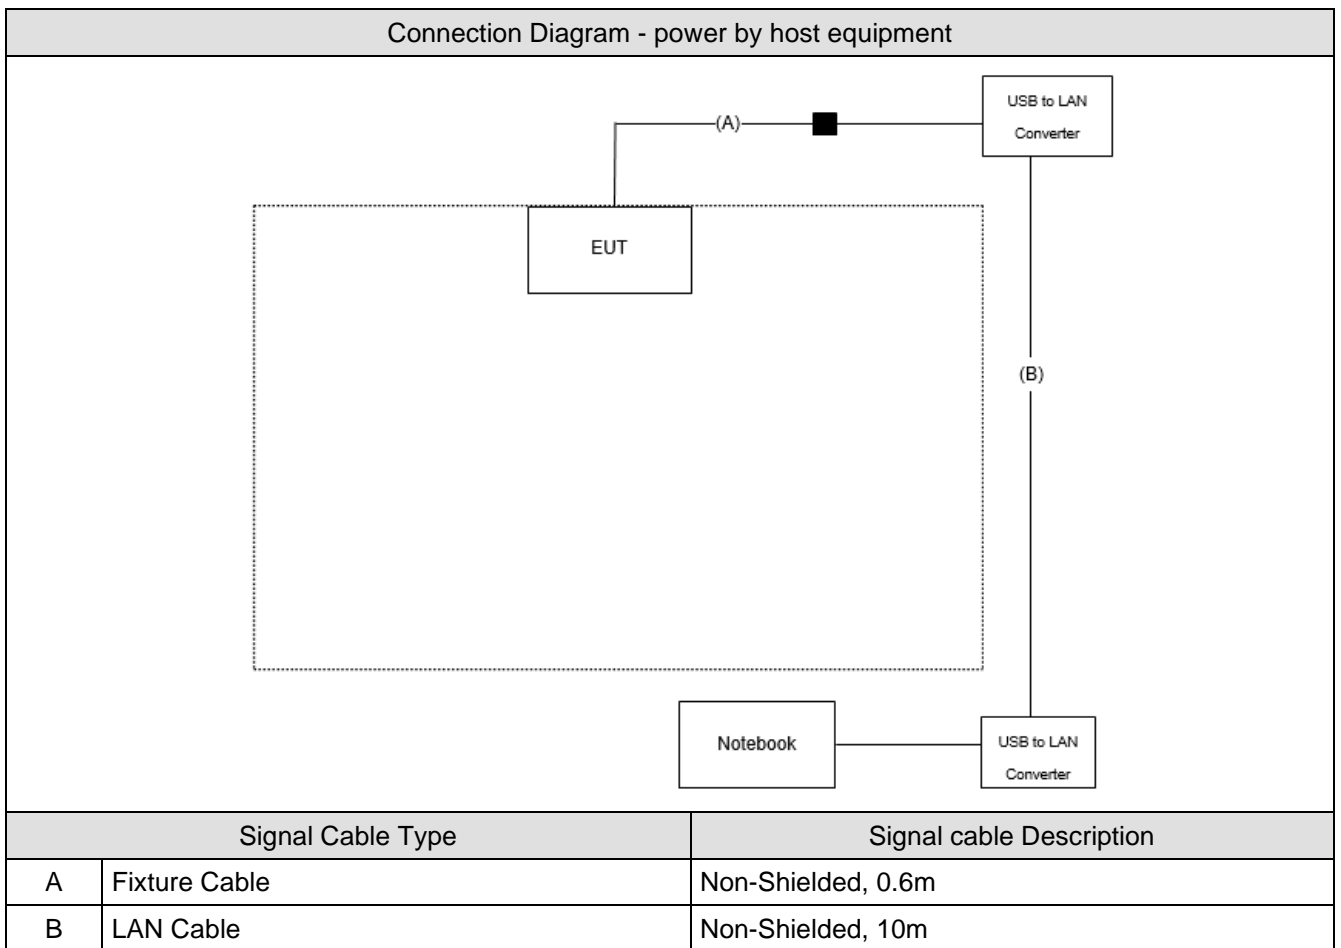 Connection Diagram - power by host equipment
USB to LAN
Converter
(A)
EUT
(B)
Notebook
USB to LAN
Converter
Signal Cable Type Signal cable Description
A Fixture Cable Non-Shielded, 0.6m
B LAN Cable Non-Shielded, 10m